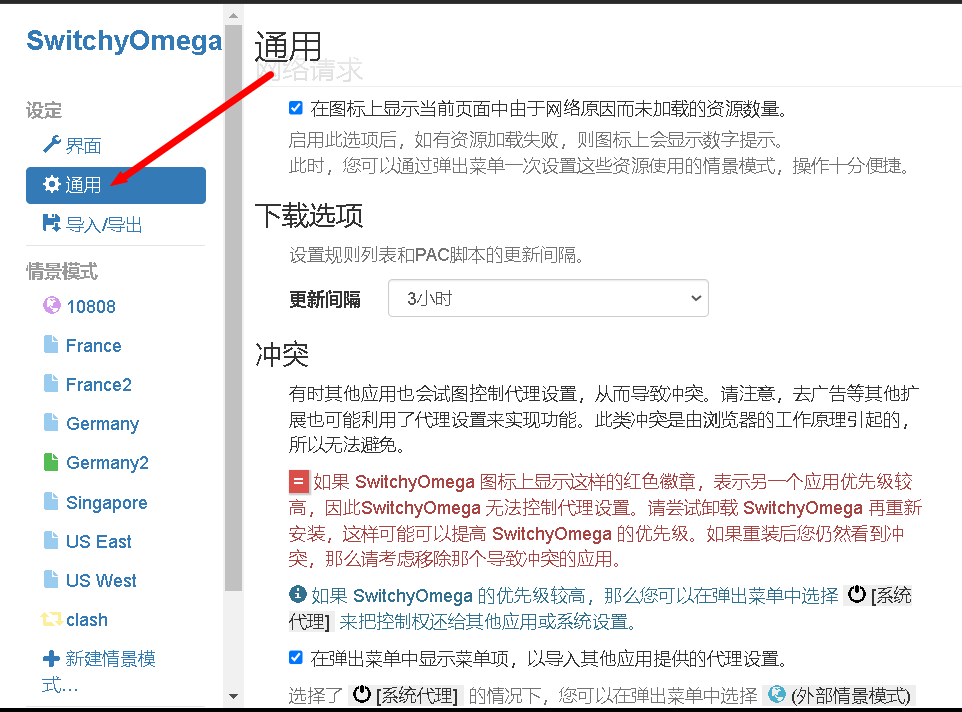 SwitchyOmega
设定
界面
通用
导入/导出
情景模式
10808
France
France2
Germany
Germany2
Singapore
US East
US West
clash
新建情景模
式...
通用
网络请求
在图标上显示当前页面中由于网络原因而未加载的资源数量。
启用此选项后，如有资源加载失败，则图标上会显示数字提示。
此时，您可以通过弹出菜单一次设置这些资源使用的情景模式，操作十分便捷。
下载选项
设置规则列表和PAC脚本的更新间隔。
更新间隔 3小时
冲突
有时其他应用也会试图控制代理设置，从而导致冲突。请注意，去广告等其他扩
展也可能利用了代理设置来实现功能。此类冲突是由浏览器的工作原理引起的，
所以无法避免。
= 如果 SwitchyOmega 图标上显示这样的红色徽章，表示另一个应用优先级较
高，因此SwitchyOmega 无法控制代理设置。请尝试卸载 SwitchyOmega 再重新
安装，这样可能可以提高 SwitchyOmega 的优先级。如果重装后您仍然看到冲
突，那么请考虑移除那个导致冲突的应用。
如果 SwitchyOmega 的优先级较高，那么您可以在弹出菜单中选择 [系统
代理] 来把控制权还给其他应用或系统设置。
在弹出菜单中显示菜单项，以导入其他应用提供的代理设置。
选择了 [系统代理] 的情况下，您可以在弹出菜单中选择 (外部情景模式)